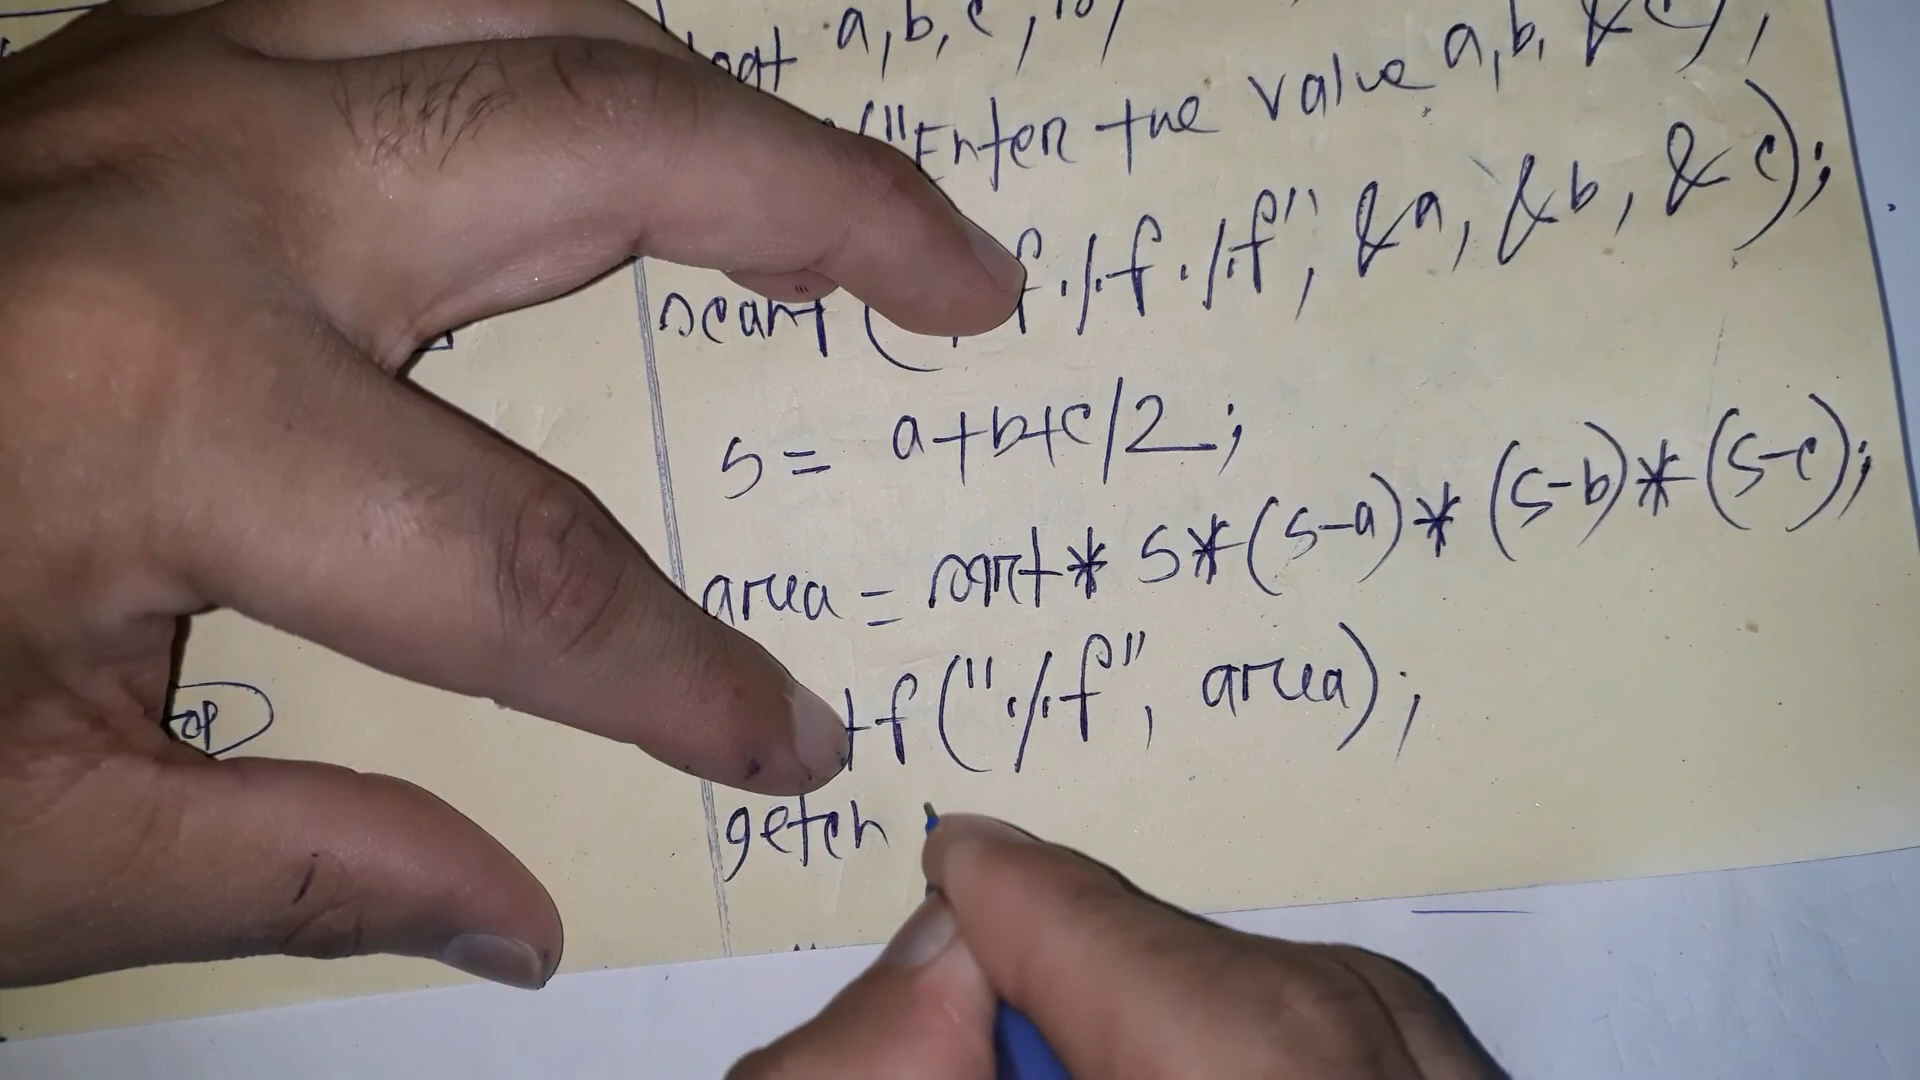 a, b, c,
"Enter the value a, b, & c);
scanf ( f %f %f", &a, &b, &c);
s = a+b+c/2;
area = sqrt* s*(s-a)* (s-b)*(s-c);
tf ("%f", area);
getch